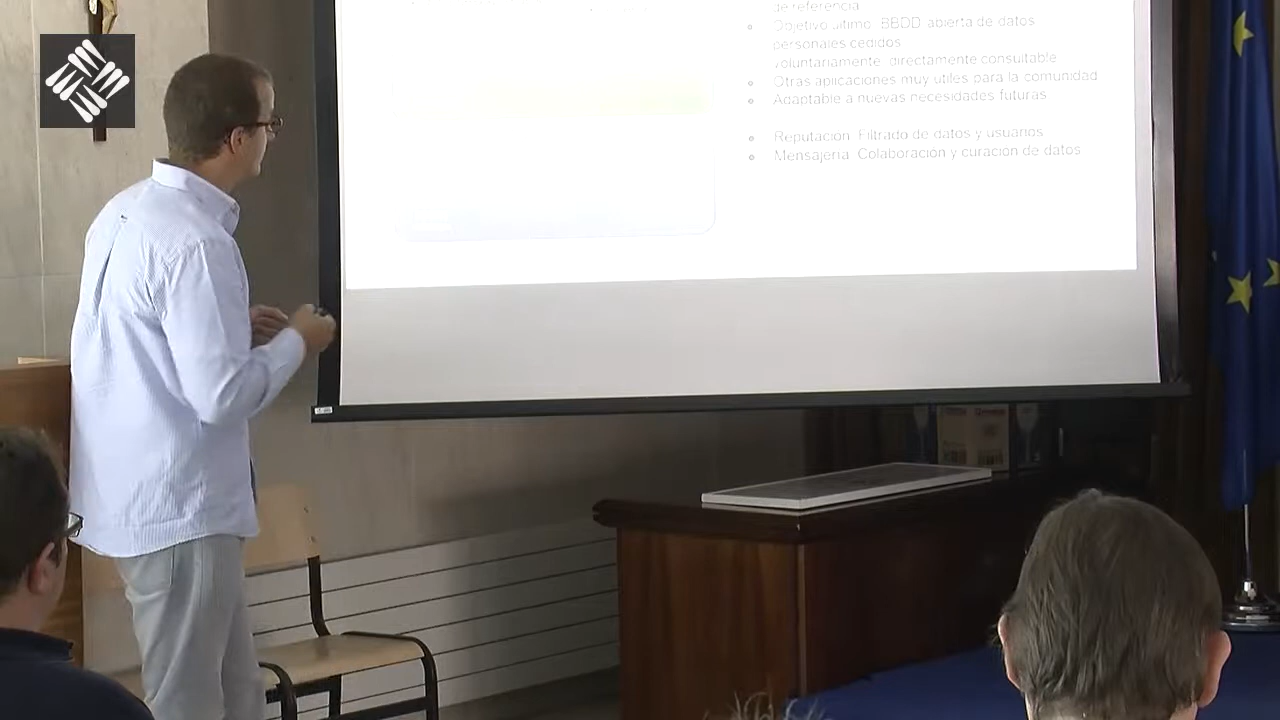 de referencia
Objetivo último: BBDD abierta de datos
personales cedidos
voluntariamente, directamente consultable
Otras aplicaciones muy útiles para la comunidad
Adaptable a nuevas necesidades futuras
Reputación: Filtrado de datos y usuarios
Mensajería: Colaboración y curación de datos